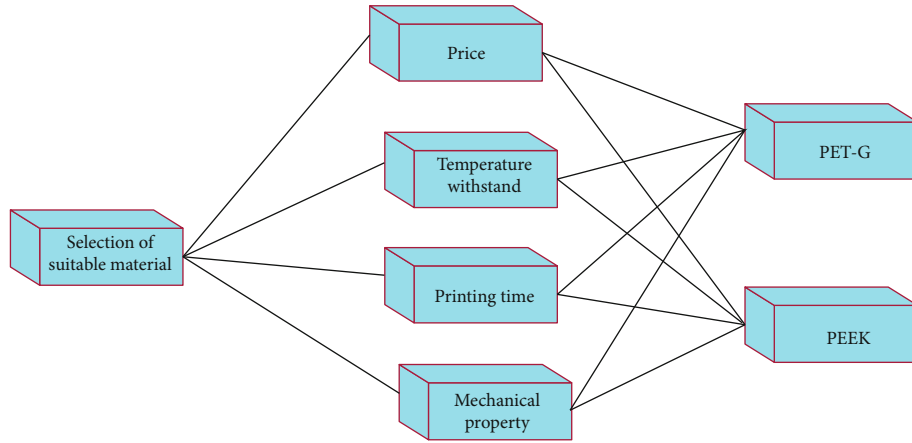 Selection of
suitable material
Price
Temperature
withstand
Printing time
Mechanical
property
PET-G
PEEK